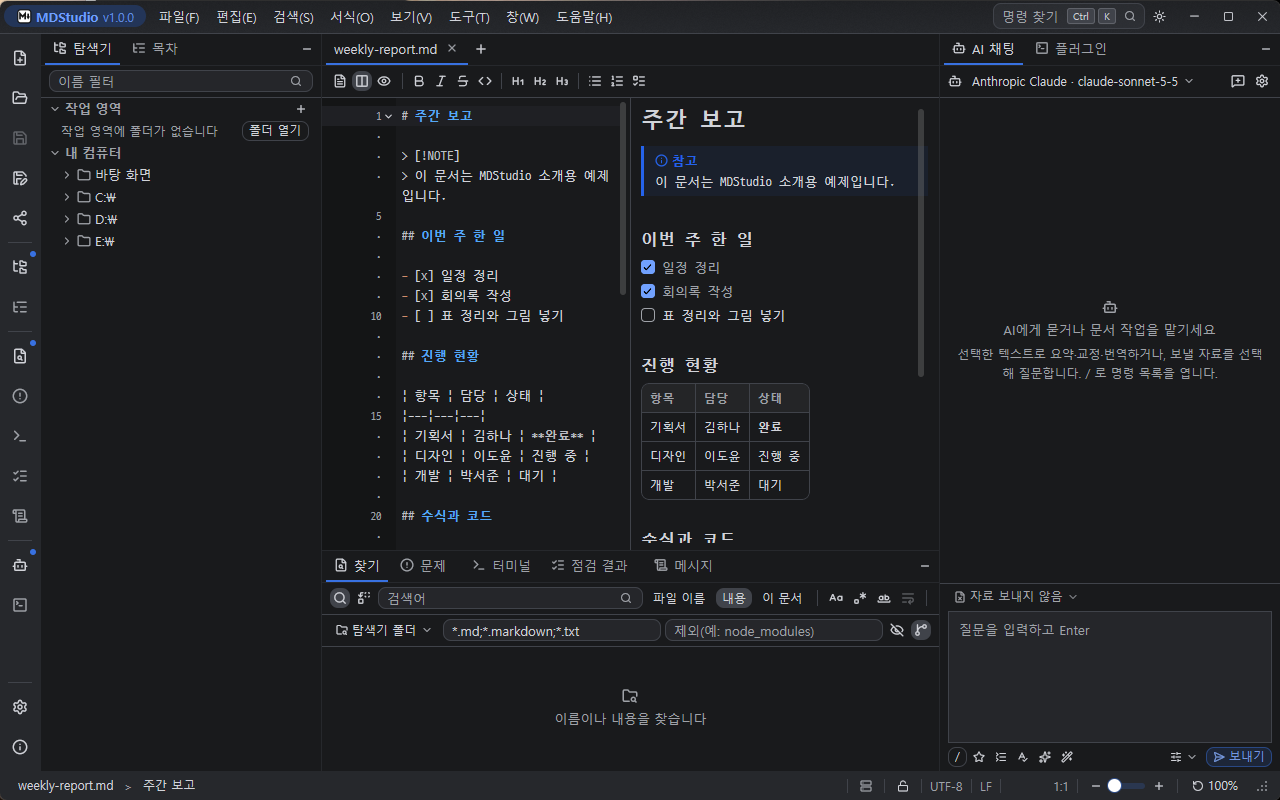 MDStudio v1.0.0 파일(F) 편집(E) 검색(S) 서식(O) 보기(V) 도구(T) 창(W) 도움말(H) 명령 찾기 Ctrl K
탐색기 목차
이름 필터
작업 영역
작업 영역에 폴더가 없습니다 폴더 열기
내 컴퓨터
바탕 화면
C:₩
D:₩
E:₩
weekly-report.md
B I S H1 H2 H3
1 # 주간 보고
> [!NOTE]
> 이 문서는 MDStudio 소개용 예제
입니다.
5
## 이번 주 한 일
- [x] 일정 정리
- [x] 회의록 작성
10 - [ ] 표 정리와 그림 넣기
## 진행 현황
| 항목 | 담당 | 상태 |
15 |---|---|---|
| 기획서 | 김하나 | **완료** |
| 디자인 | 이도윤 | 진행 중 |
| 개발 | 박서준 | 대기 |
20 ## 수식과 코드
주간 보고
참고
이 문서는 MDStudio 소개용 예제입니다.
이번 주 한 일
일정 정리
회의록 작성
표 정리와 그림 넣기
진행 현황
항목 담당 상태
기획서 김하나 완료
디자인 이도윤 진행 중
개발 박서준 대기
수식과 코드
찾기 문제 터미널 점검 결과 메시지
검색어 파일 이름 내용 이 문서 Aa ab
탐색기 폴더 *.md;*.markdown;*.txt 제외(예: node_modules)
이름이나 내용을 찾습니다
AI 채팅 플러그인
Anthropic Claude · claude-sonnet-5-5
AI에게 묻거나 문서 작업을 맡기세요
선택한 텍스트로 요약·교정·번역하거나, 보낼 자료를 선택
해 질문합니다. / 로 명령 목록을 엽니다.
자료 보내지 않음
질문을 입력하고 Enter
/ 보내기
weekly-report.md > 주간 보고 UTF-8 LF 1:1 100%